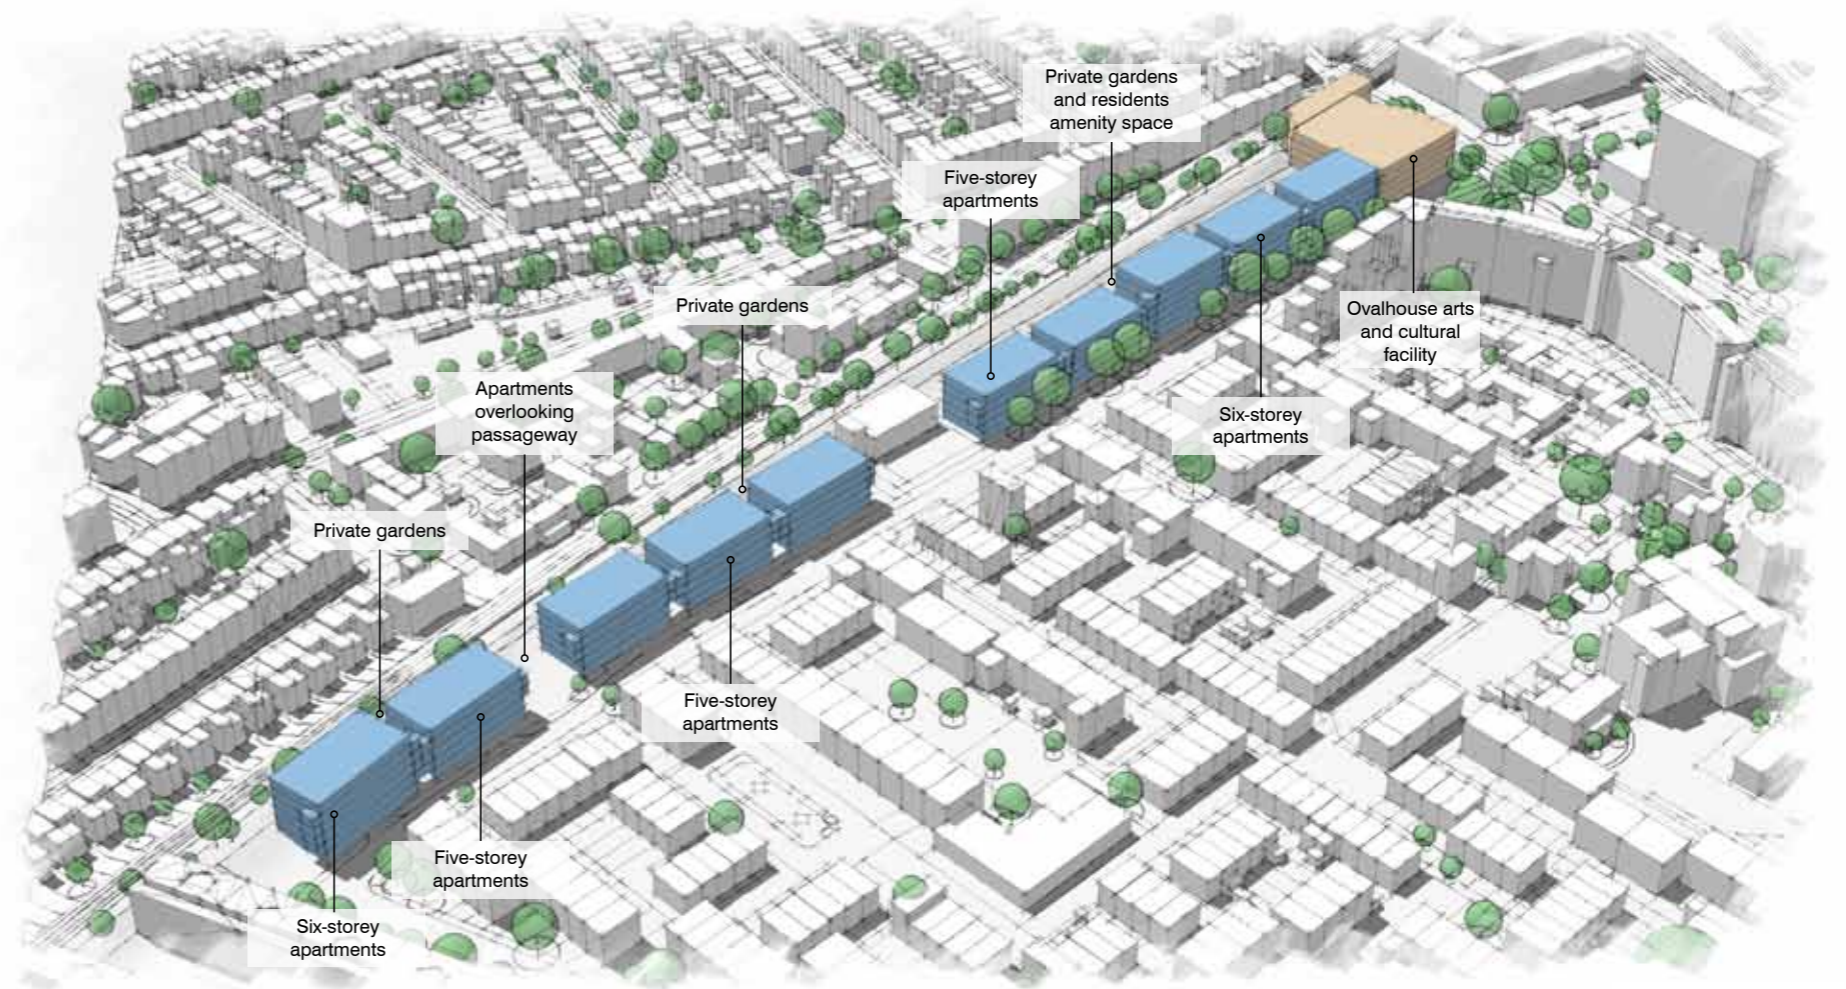 Private gardens
and residents
amenity space
Five-storey
apartments
Private gardens
Ovalhouse arts
and cultural
facility
Apartments
overlooking
passageway
Six-storey
apartments
Private gardens
Five-storey
apartments
Five-storey
apartments
Six-storey
apartments